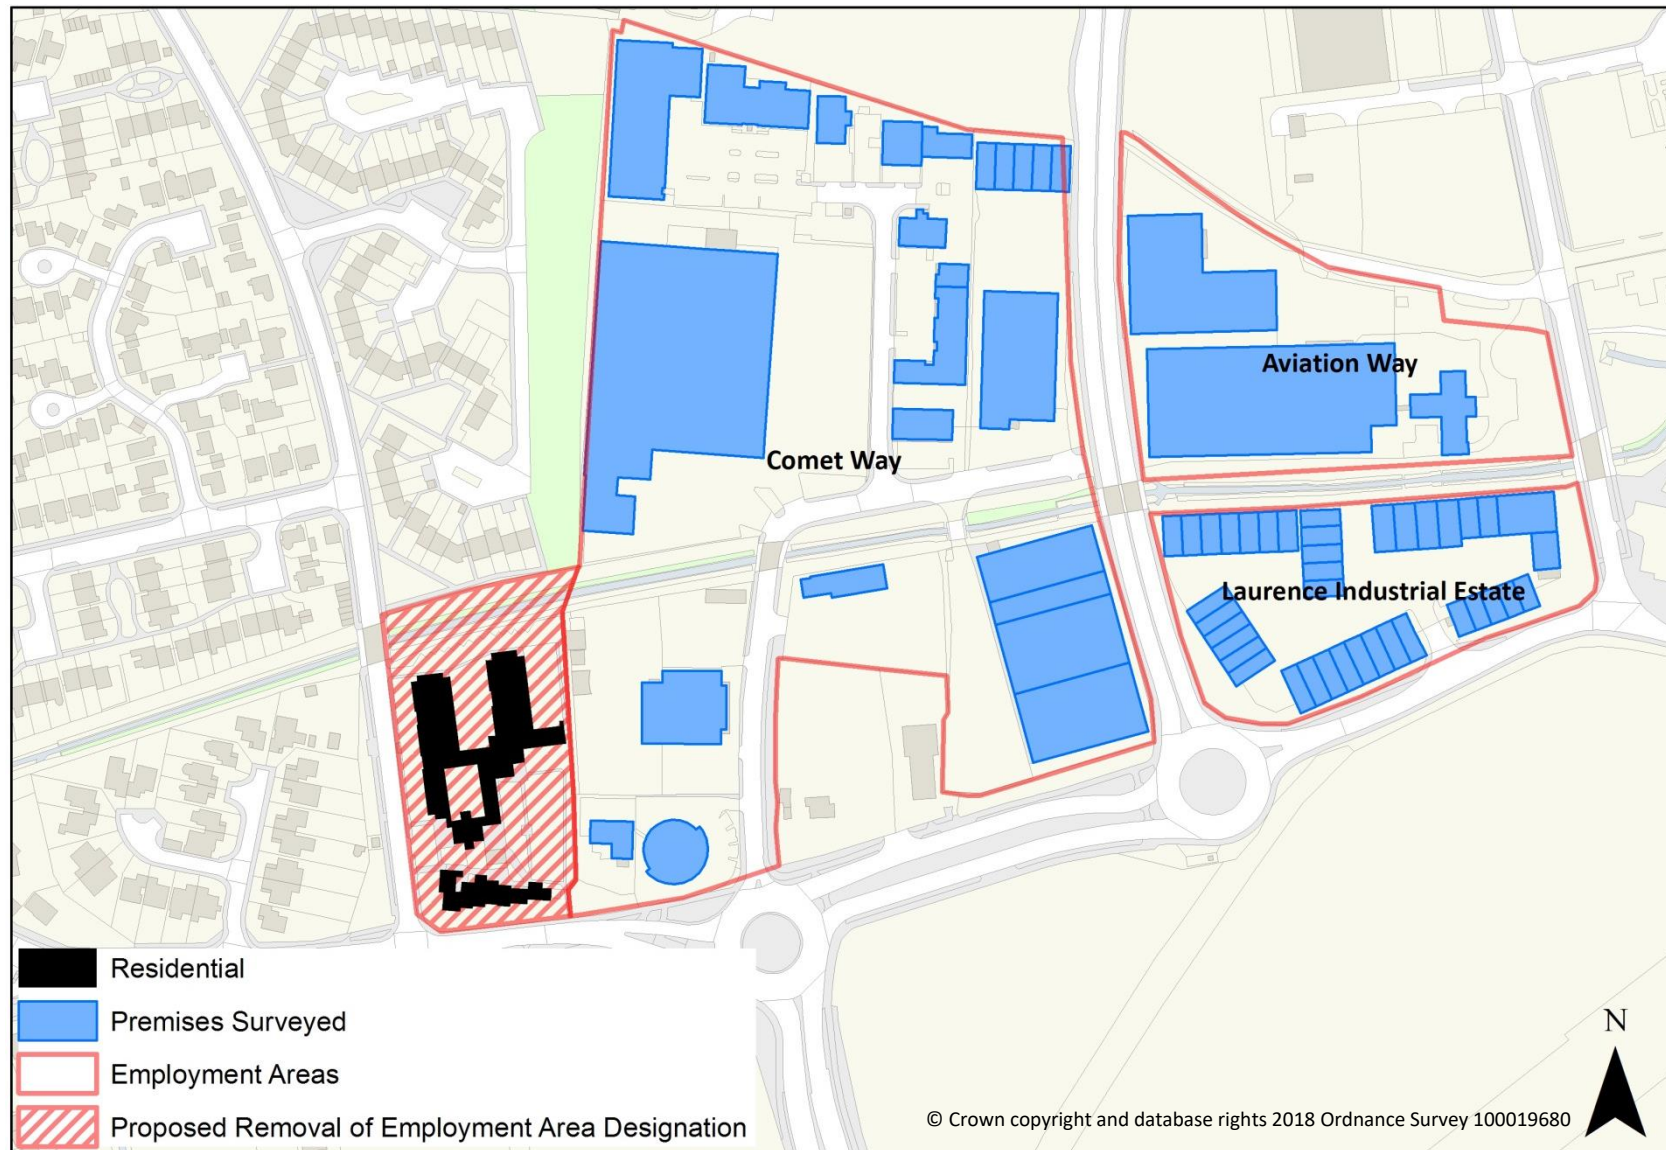 Aviation Way
Comet Way
Laurence Industrial Estate
Residential
Premises Surveyed
Employment Areas
Proposed Removal of Employment Area Designation
N
© Crown copyright and database rights 2018 Ordnance Survey 100019680